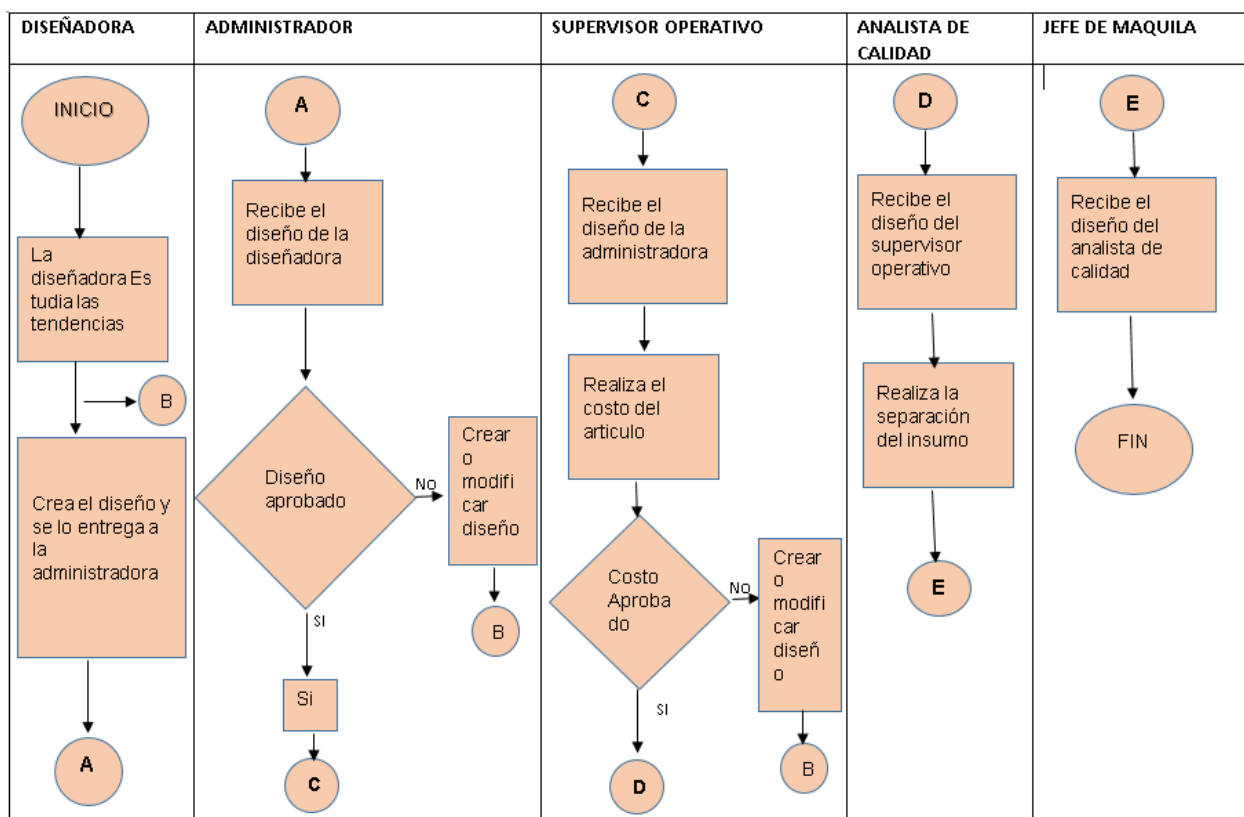 DISEÑADORA
INICIO
La
diseñadora Es
tudia las
tendencias
B
Crea el diseño y
se lo entrega a
la
administradora
A
ADMINISTRADOR
A
Recibe el
diseño de la
diseñadora
Diseño
aprobado
No
Crear
o
modifi
car
diseño
B
SI
Si
C
SUPERVISOR OPERATIVO
C
Recibe el
diseño de la
administradora
Realiza el
costo del
articulo
Costo
Aproba
do
No
Crear
o
modifi
car
diseñ
o
B
SI
D
ANALISTA DE
CALIDAD
D
Recibe el
diseño del
supervisor
operativo
Realiza la
separación
del insumo
E
JEFE DE MAQUILA
E
Recibe el
diseño del
analista de
calidad
FIN